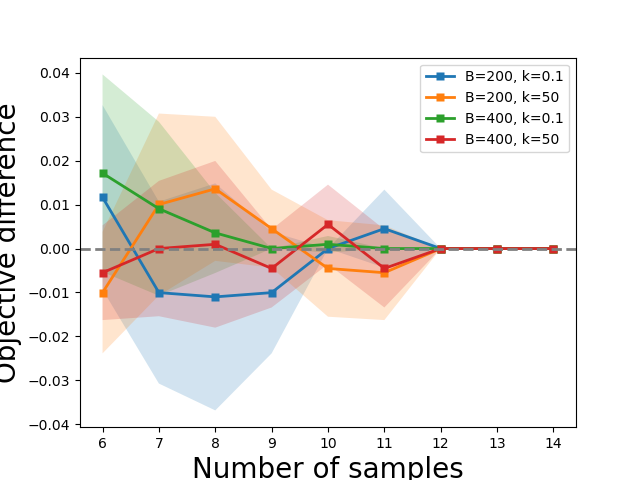 0.04
0.03
0.02
0.01
0.00
−0.01
−0.02
−0.03
−0.04
Objective difference
6 7 8 9 10 11 12 13 14
Number of samples
B=200, k=0.1
B=200, k=50
B=400, k=0.1
B=400, k=50